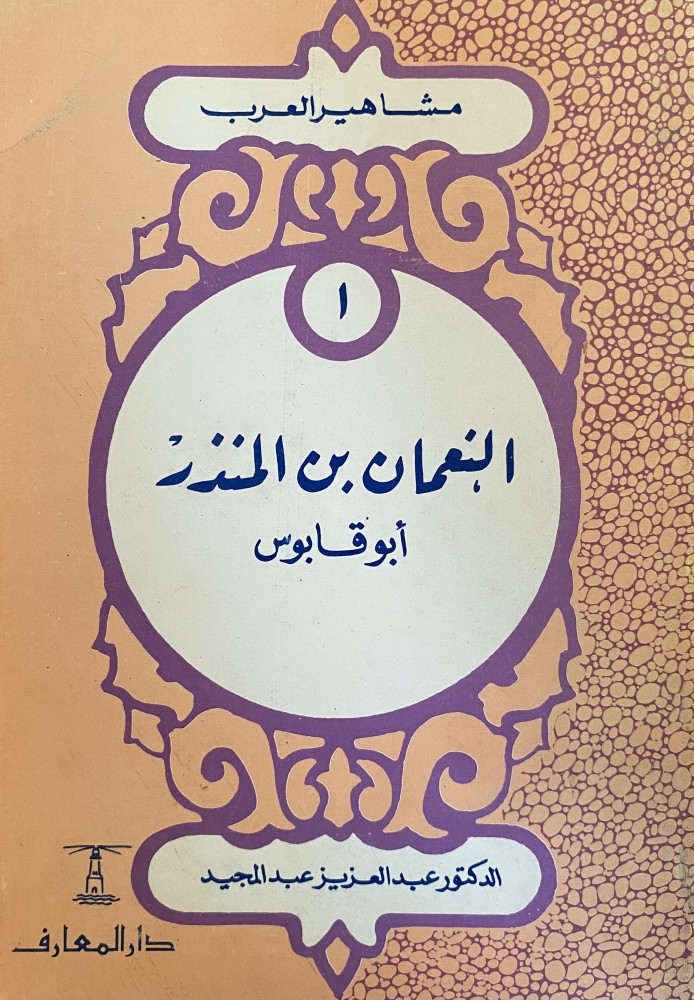 مشاهير العرب
١
النعمان بن المنذر
أبو قابوس
الدكتور عبد العزيز عبد المجيد
دار المعارف